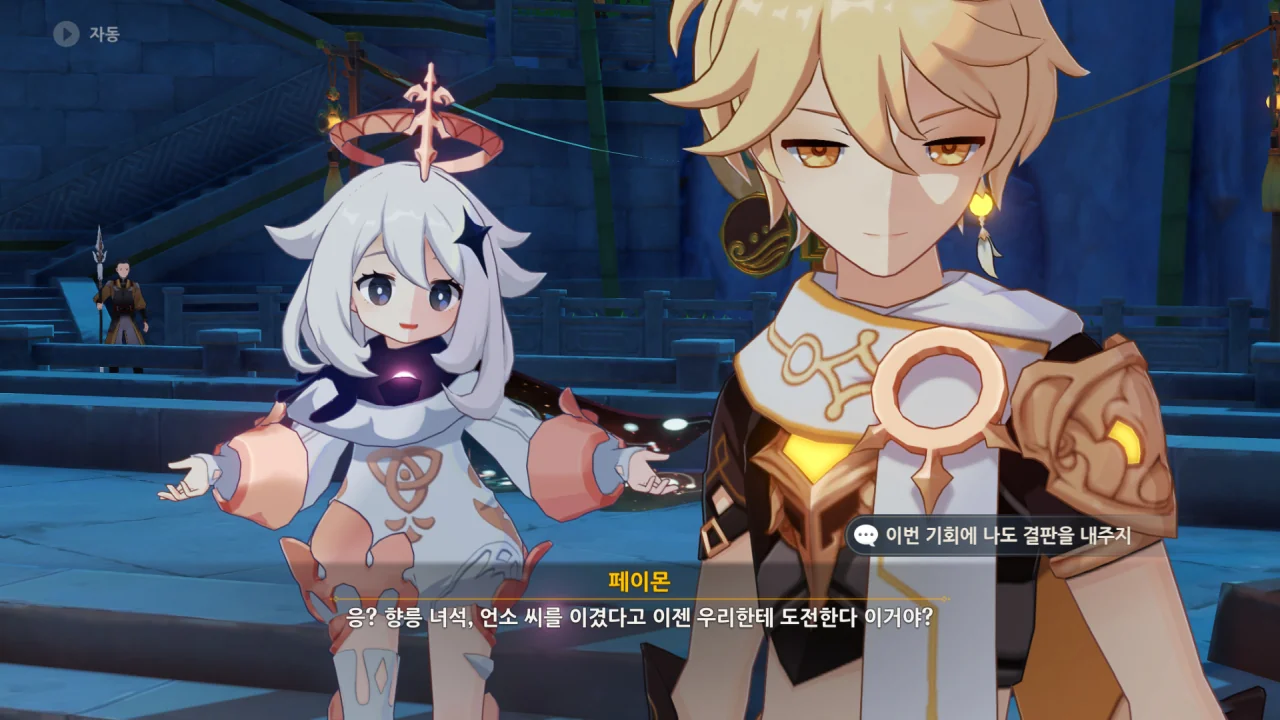 자동
이번 기회에 나도 결판을 내주지
페이몬
응? 향릉 녀석, 언소 씨를 이겼다고 이젠 우리한테 도전한다 이거야?